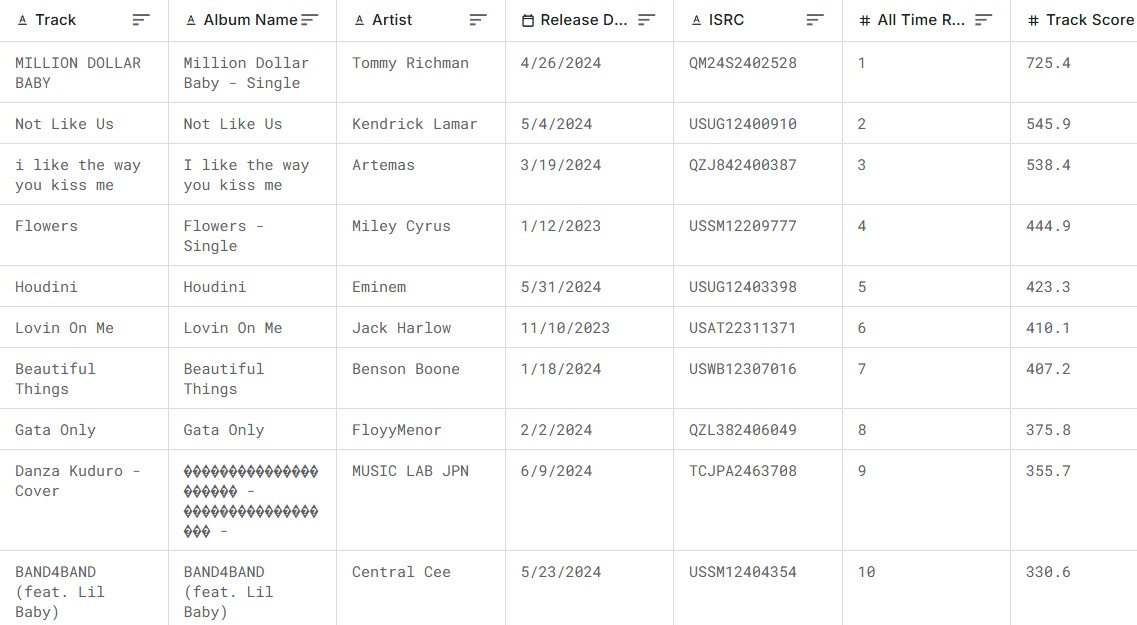 Track
Album Name
Artist
Release D...
ISRC
All Time R...
Track Score
MILLION DOLLAR
BABY
Million Dollar
Baby - Single
Tommy Richman
4/26/2024
QM24S2402528
1
725.4
Not Like Us
Not Like Us
Kendrick Lamar
5/4/2024
USUG12400910
2
545.9
i like the way
you kiss me
I like the way
you kiss me
Artemas
3/19/2024
QZJ842400387
3
538.4
Flowers
Flowers -
Single
Miley Cyrus
1/12/2023
USSM12209777
4
444.9
Houdini
Houdini
Eminem
5/31/2024
USUG12403398
5
423.3
Lovin On Me
Lovin On Me
Jack Harlow
11/10/2023
USAT22311371
6
410.1
Beautiful
Things
Beautiful
Things
Benson Boone
1/18/2024
USWB12307016
7
407.2
Gata Only
Gata Only
FloyyMenor
2/2/2024
QZL382406049
8
375.8
Danza Kuduro -
Cover
���������������
������ -
���������������
��� -
MUSIC LAB JPN
6/9/2024
TCJPA2463708
9
355.7
BAND4BAND
(feat. Lil
Baby)
BAND4BAND
(feat. Lil
Baby)
Central Cee
5/23/2024
USSM12404354
10
330.6